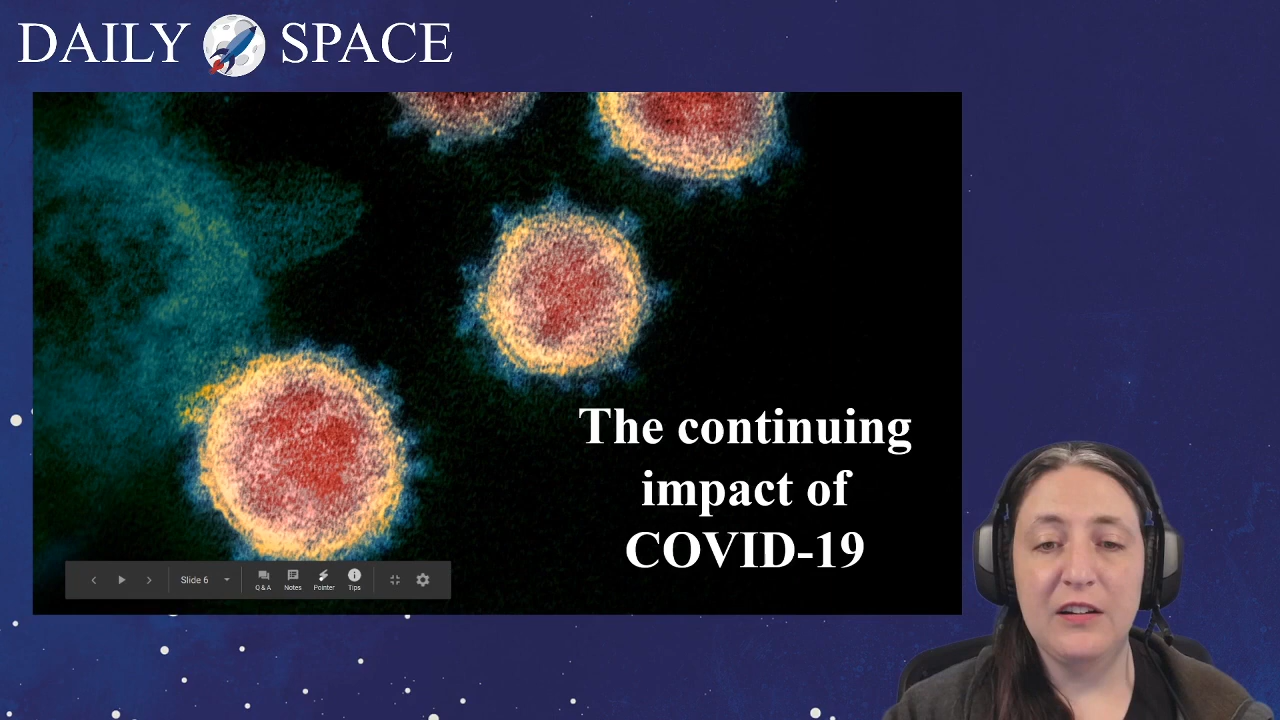 DAILY SPACE
The continuing
impact of
COVID-19
Slide 6
Q & A Notes Pointer Tips